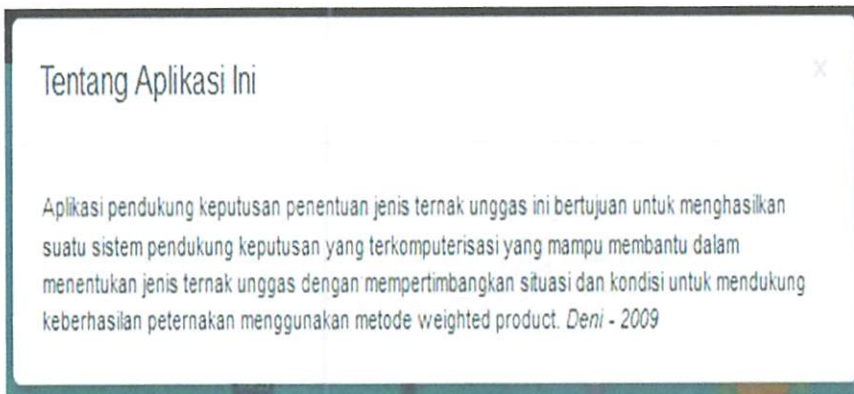 Tentang Aplikasi Ini
×
Aplikasi pendukung keputusan penentuan jenis ternak unggas ini bertujuan untuk menghasilkan
suatu sistem pendukung keputusan yang terkomputerisasi yang mampu membantu dalam
menentukan jenis ternak unggas dengan mempertimbangkan situasi dan kondisi untuk mendukung
keberhasilan peternakan menggunakan metode weighted product. Deni - 2009